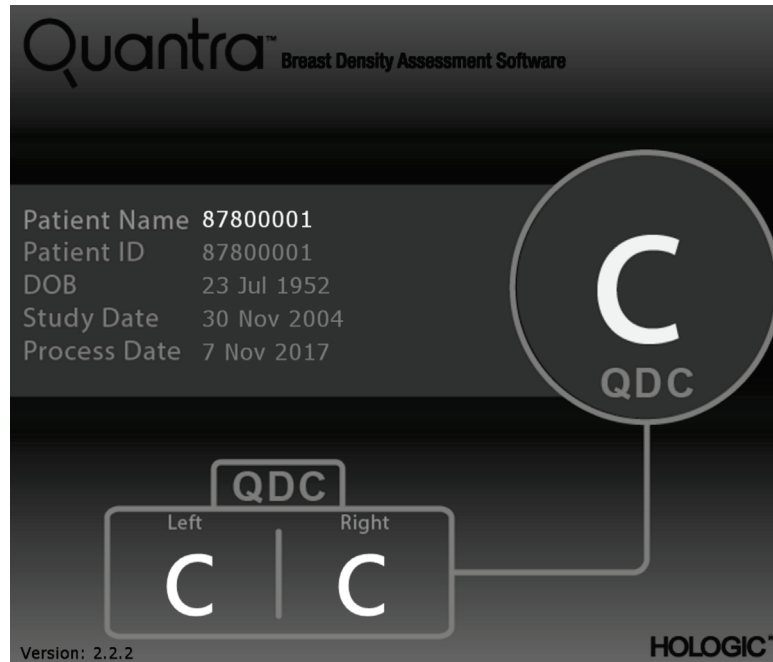 Quantra™ Breast Density Assessment Software
Patient Name 87800001
Patient ID 87800001
DOB 23 Jul 1952
Study Date 30 Nov 2004
Process Date 7 Nov 2017
C
QDC
QDC
Left Right
C C
Version: 2.2.2
HOLOGIC™